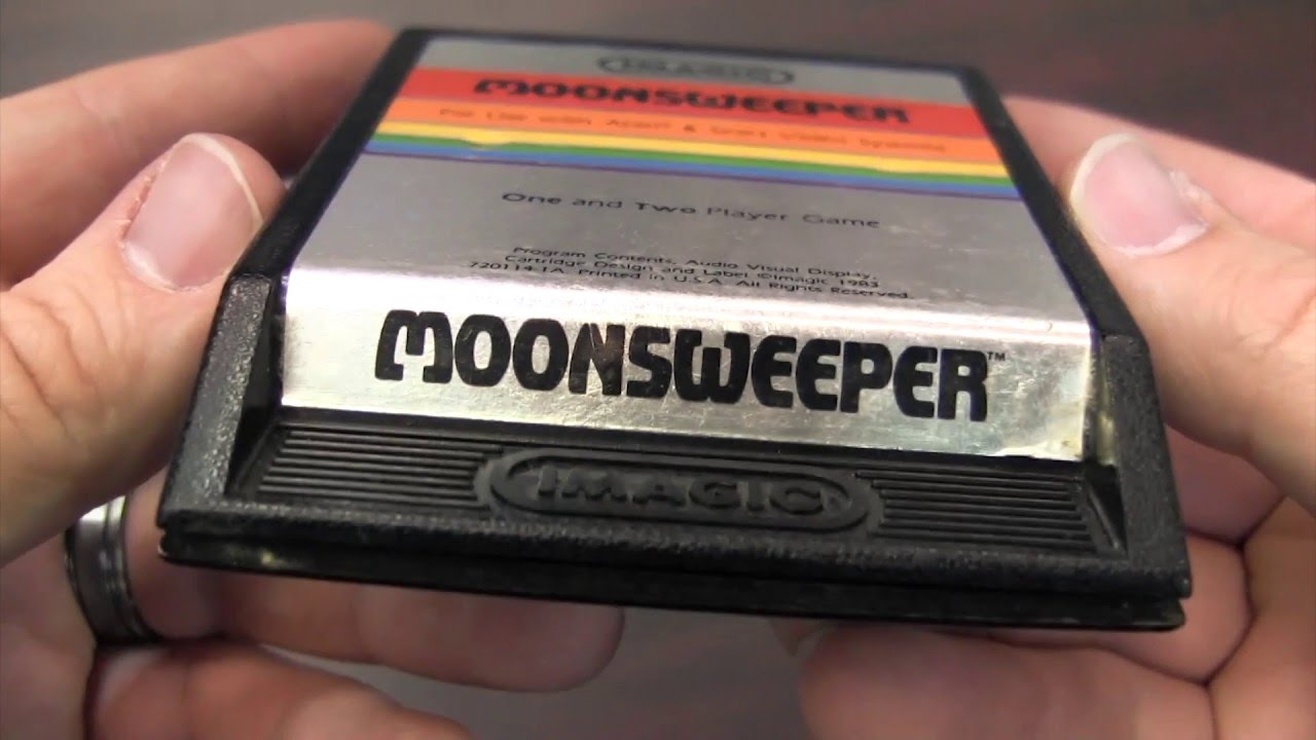 IMAGIC
MOONSWEEPER
For Use with Atari & Sears Video Systems
One and Two Player Game
Program Contents, Audio Visual Display,
Cartridge Design and Label ©Imagic 1983
720114-1A Printed in U.S.A. All Rights Reserved.
MOONSWEEPER™
IMAGIC